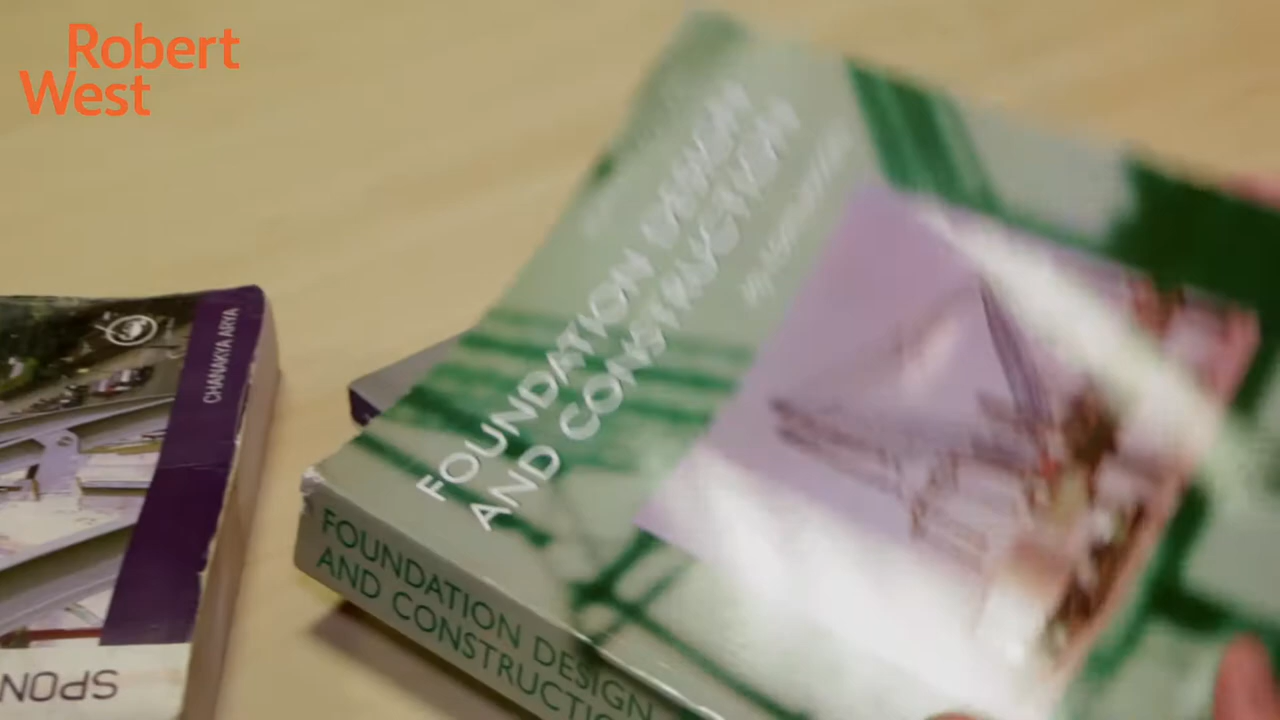 Robert
West
CHANAKYA ARYA
SPON
FOUNDATION DESIGN
AND CONSTRUCTION
FOUNDATION DESIGN
AND CONSTRUCTI